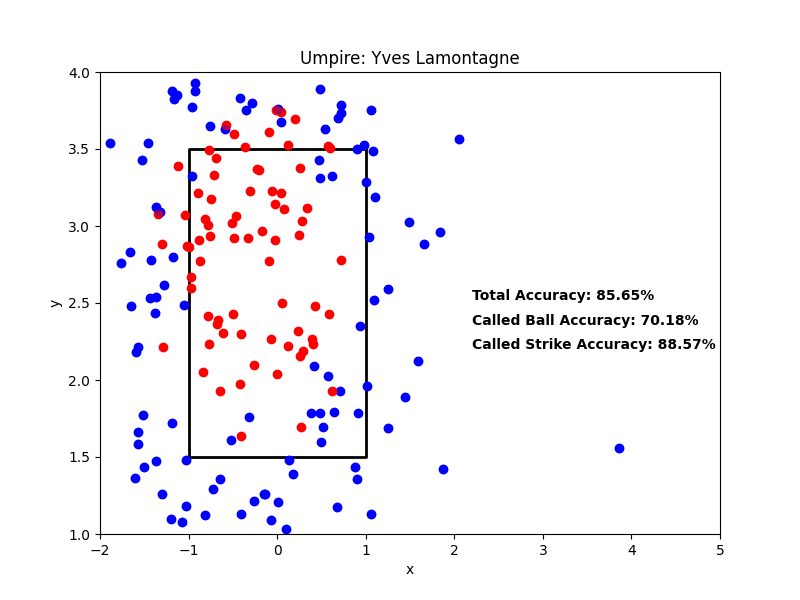 Umpire: Yves Lamontagne
4.0
3.5
3.0
2.5
2.0
1.5
1.0
y
Total Accuracy: 85.65%
Called Ball Accuracy: 70.18%
Called Strike Accuracy: 88.57%
−2 −1 0 1 2 3 4 5
x